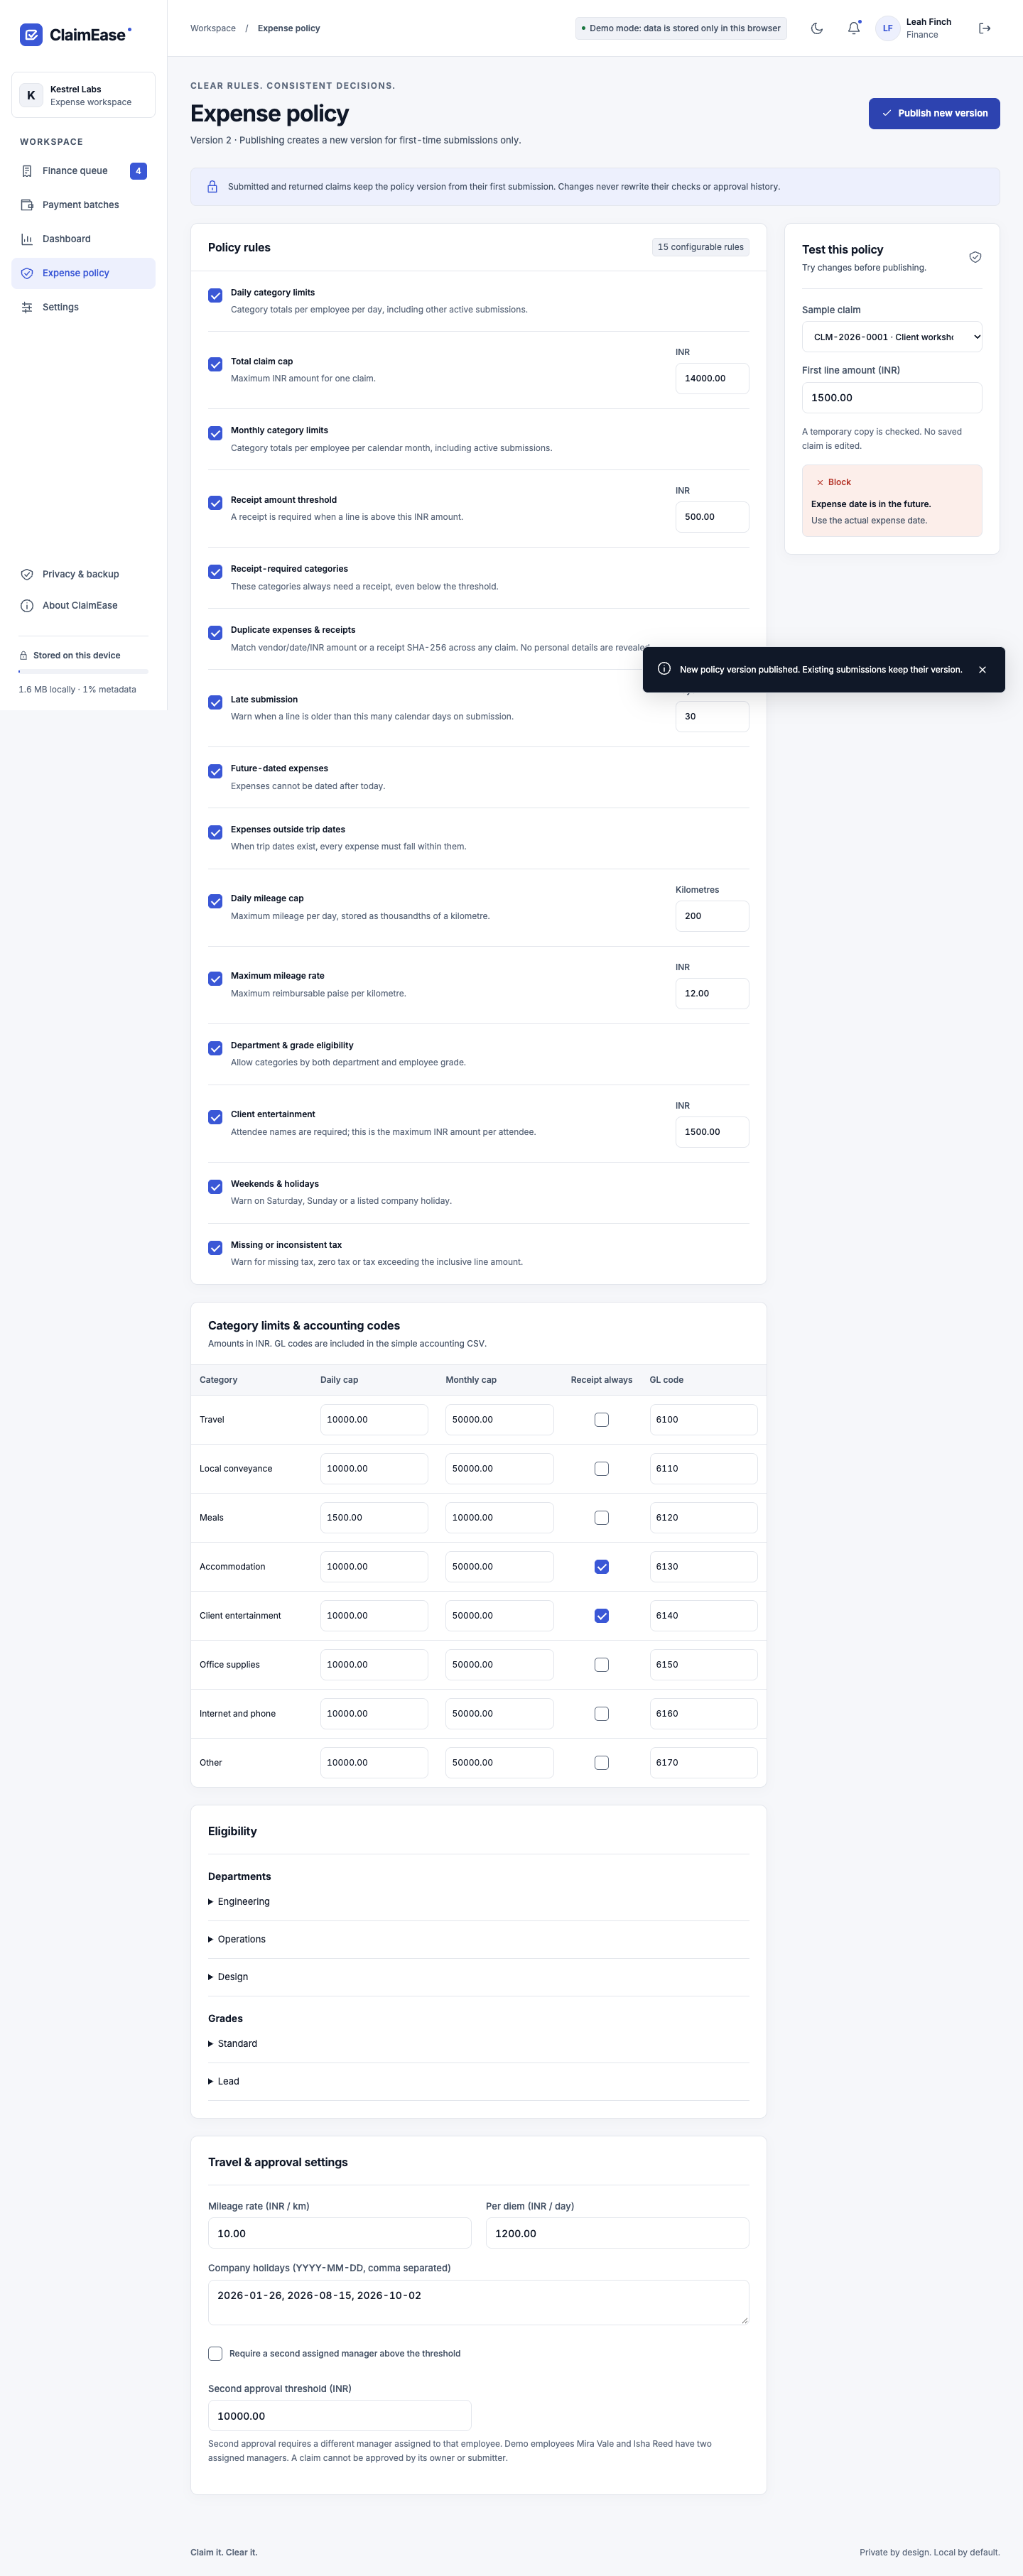 ClaimEase
K
Kestrel Labs
Expense workspace
WORKSPACE
Finance queue
4
Payment batches
Dashboard
Expense policy
Settings
Privacy & backup
About ClaimEase
Stored on this device
1.6 MB locally · 1% metadata
Workspace / Expense policy
Demo mode: data is stored only in this browser
LF
Leah Finch
Finance
CLEAR RULES. CONSISTENT DECISIONS.
Expense policy
Version 2 · Publishing creates a new version for first-time submissions only.
Publish new version
Submitted and returned claims keep the policy version from their first submission. Changes never rewrite their checks or approval history.
Policy rules
15 configurable rules
Daily category limits
Category totals per employee per day, including other active submissions.
Total claim cap
Maximum INR amount for one claim.
INR
14000.00
Monthly category limits
Category totals per employee per calendar month, including active submissions.
Receipt amount threshold
A receipt is required when a line is above this INR amount.
INR
500.00
Receipt-required categories
These categories always need a receipt, even below the threshold.
Duplicate expenses & receipts
Match vendor/date/INR amount or a receipt SHA-256 across any claim. No personal details are revealed
Late submission
Warn when a line is older than this many calendar days on submission.
30
Future-dated expenses
Expenses cannot be dated after today.
Expenses outside trip dates
When trip dates exist, every expense must fall within them.
Daily mileage cap
Maximum mileage per day, stored as thousandths of a kilometre.
Kilometres
200
Maximum mileage rate
Maximum reimbursable paise per kilometre.
INR
12.00
Department & grade eligibility
Allow categories by both department and employee grade.
Client entertainment
Attendee names are required; this is the maximum INR amount per attendee.
INR
1500.00
Weekends & holidays
Warn on Saturday, Sunday or a listed company holiday.
Missing or inconsistent tax
Warn for missing tax, zero tax or tax exceeding the inclusive line amount.
Test this policy
Try changes before publishing.
Sample claim
CLM-2026-0001 · Client worksho
First line amount (INR)
1500.00
A temporary copy is checked. No saved
claim is edited.
Block
Expense date is in the future.
Use the actual expense date.
New policy version published. Existing submissions keep their version.
Category limits & accounting codes
Amounts in INR. GL codes are included in the simple accounting CSV.
Category Daily cap Monthly cap Receipt always GL code
Travel 10000.00 50000.00 6100
Local conveyance 10000.00 50000.00 6110
Meals 1500.00 10000.00 6120
Accommodation 10000.00 50000.00 6130
Client entertainment 10000.00 50000.00 6140
Office supplies 10000.00 50000.00 6150
Internet and phone 10000.00 50000.00 6160
Other 10000.00 50000.00 6170
Eligibility
Departments
Engineering
Operations
Design
Grades
Standard
Lead
Travel & approval settings
Mileage rate (INR / km)
10.00
Per diem (INR / day)
1200.00
Company holidays (YYYY-MM-DD, comma separated)
2026-01-26, 2026-08-15, 2026-10-02
Require a second assigned manager above the threshold
Second approval threshold (INR)
10000.00
Second approval requires a different manager assigned to that employee. Demo employees Mira Vale and Isha Reed have two
assigned managers. A claim cannot be approved by its owner or submitter.
Claim it. Clear it.
Private by design. Local by default.